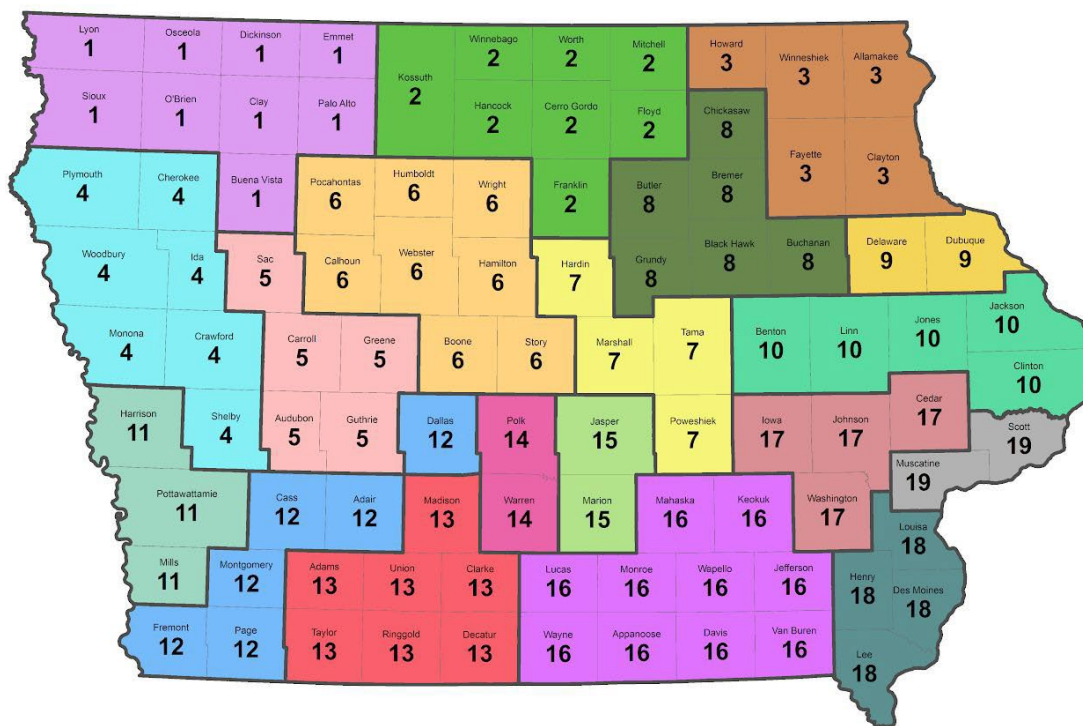 Lyon
1
Osceola
1
Dickinson
1
Emmet
1
Kossuth
2
Winnebago
2
Worth
2
Mitchell
2
Howard
3
Winneshiek
3
Allamakee
3
Sioux
1
O'Brien
1
Clay
1
Palo Alto
1
Hancock
2
Cerro Gordo
2
Floyd
2
Chickasaw
8
Fayette
3
Clayton
3
Plymouth
4
Cherokee
4
Buena Vista
1
Pocahontas
6
Humboldt
6
Wright
6
Franklin
2
Butler
8
Bremer
8
Woodbury
4
Ida
4
Sac
5
Calhoun
6
Webster
6
Hamilton
6
Hardin
7
Grundy
8
Black Hawk
8
Buchanan
8
Delaware
9
Dubuque
9
Monona
4
Crawford
4
Carroll
5
Greene
5
Boone
6
Story
6
Marshall
7
Tama
7
Benton
10
Linn
10
Jones
10
Jackson
10
Clinton
10
Harrison
11
Shelby
4
Audubon
5
Guthrie
5
Dallas
12
Polk
14
Jasper
15
Poweshiek
7
Iowa
17
Johnson
17
Cedar
17
Scott
19
Muscatine
19
Pottawattamie
11
Cass
12
Adair
12
Madison
13
Warren
14
Marion
15
Mahaska
16
Keokuk
16
Washington
17
Louisa
18
Mills
11
Montgomery
12
Adams
13
Union
13
Clarke
13
Lucas
16
Monroe
16
Wapello
16
Jefferson
16
Henry
18
Des Moines
18
Fremont
12
Page
12
Taylor
13
Ringgold
13
Decatur
13
Wayne
16
Appanoose
16
Davis
16
Van Buren
16
Lee
18